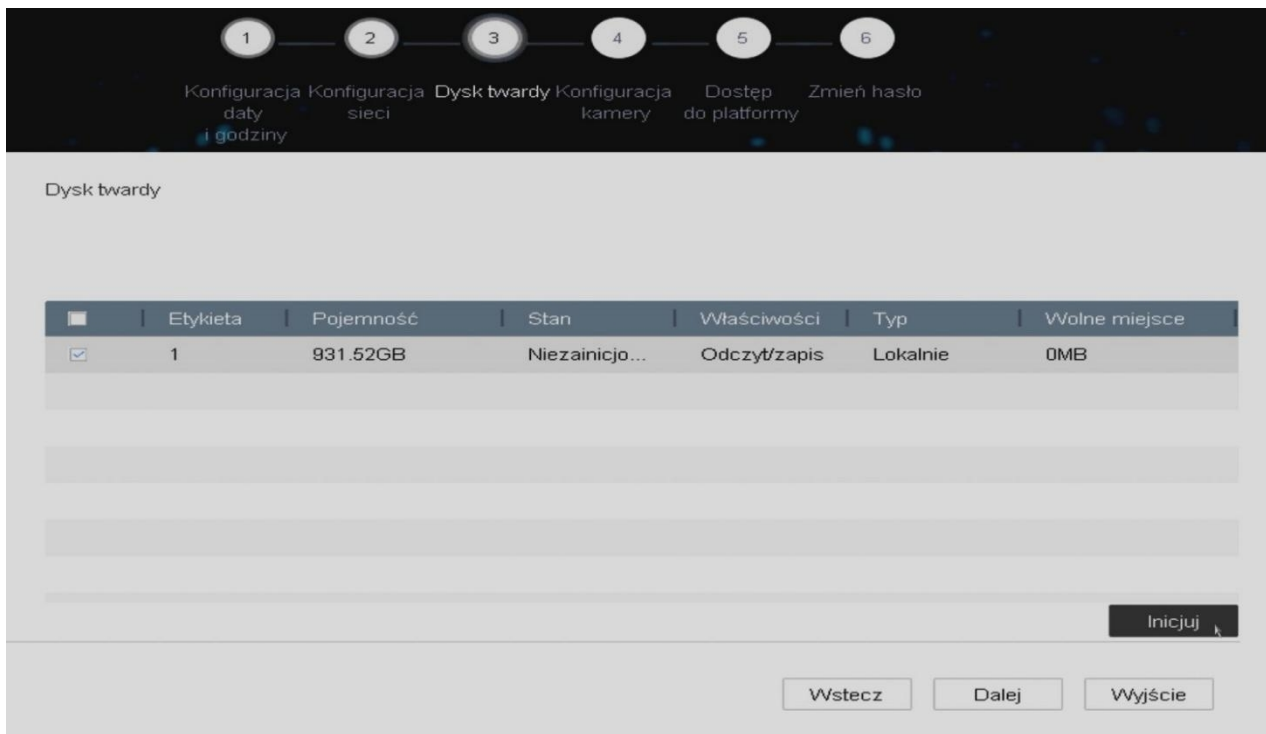 1 2 3 4 5 6
Konfiguracja daty i godziny
Konfiguracja sieci
Dysk twardy
Konfiguracja kamery
Dostęp do platformy
Zmień hasło
Dysk twardy
Etykieta Pojemność Stan Właściwości Typ Wolne miejsce
1 931.52GB Niezainicjo... Odczyt/zapis Lokalnie 0MB
Inicjuj
Wstecz Dalej Wyjście